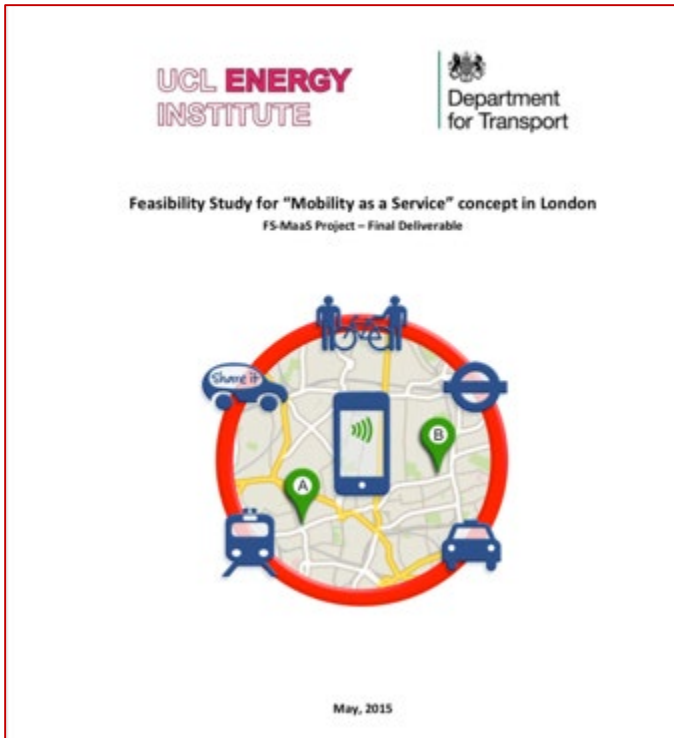 UCL ENERGY
INSTITUTE
Department
for Transport
Feasibility Study for “Mobility as a Service” concept in London
FS-MaaS Project – Final Deliverable
Share it
B
A
May, 2015